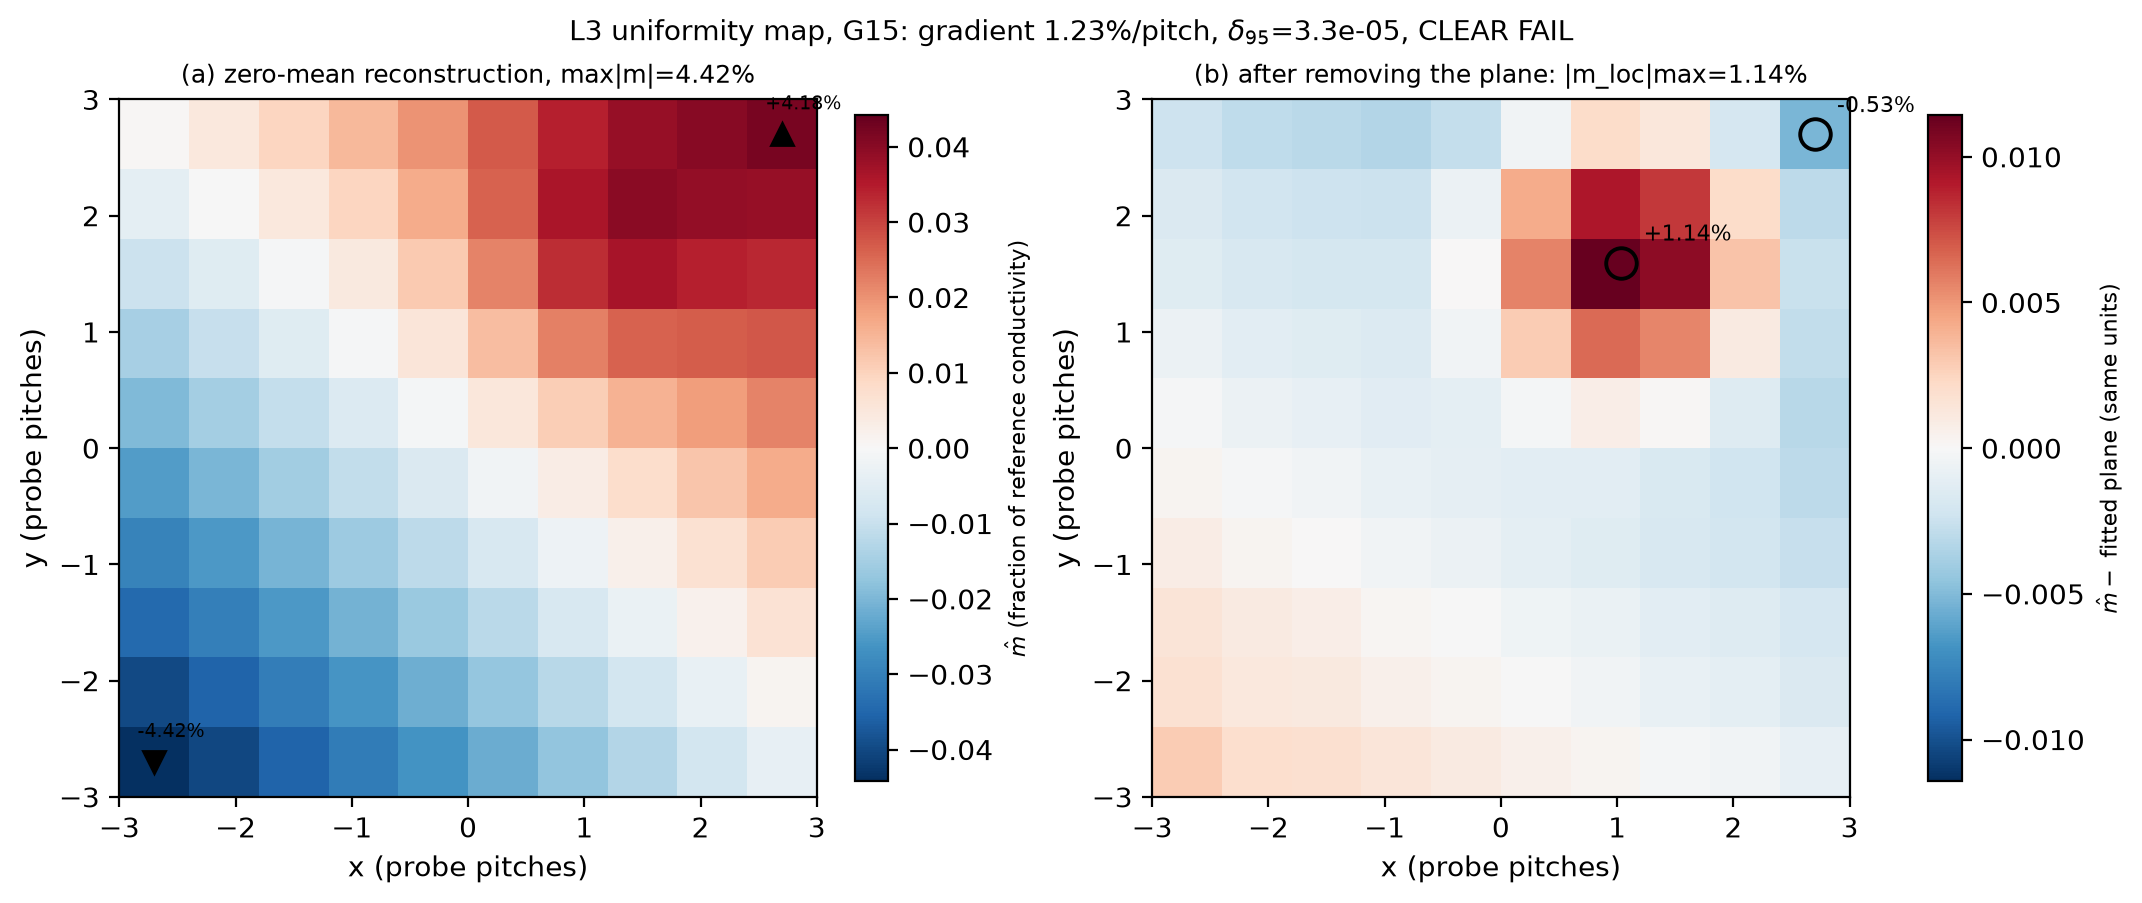 L3 uniformity map, G15: gradient 1.23%/pitch, δ₉₅=3.3e-05, CLEAR FAIL
(a) zero-mean reconstruction, max|m|=4.42%
+4.18%
-4.42%
3
2
1
0
−1
−2
−3
y (probe pitches)
−3 −2 −1 0 1 2 3
x (probe pitches)
0.04
0.03
0.02
0.01
0.00
−0.01
−0.02
−0.03
−0.04
m̂ (fraction of reference conductivity)
(b) after removing the plane: |m_loc|max=1.14%
-0.53%
+1.14%
3
2
1
0
−1
−2
−3
y (probe pitches)
−3 −2 −1 0 1 2 3
x (probe pitches)
0.010
0.005
0.000
−0.005
−0.010
m̂ − fitted plane (same units)